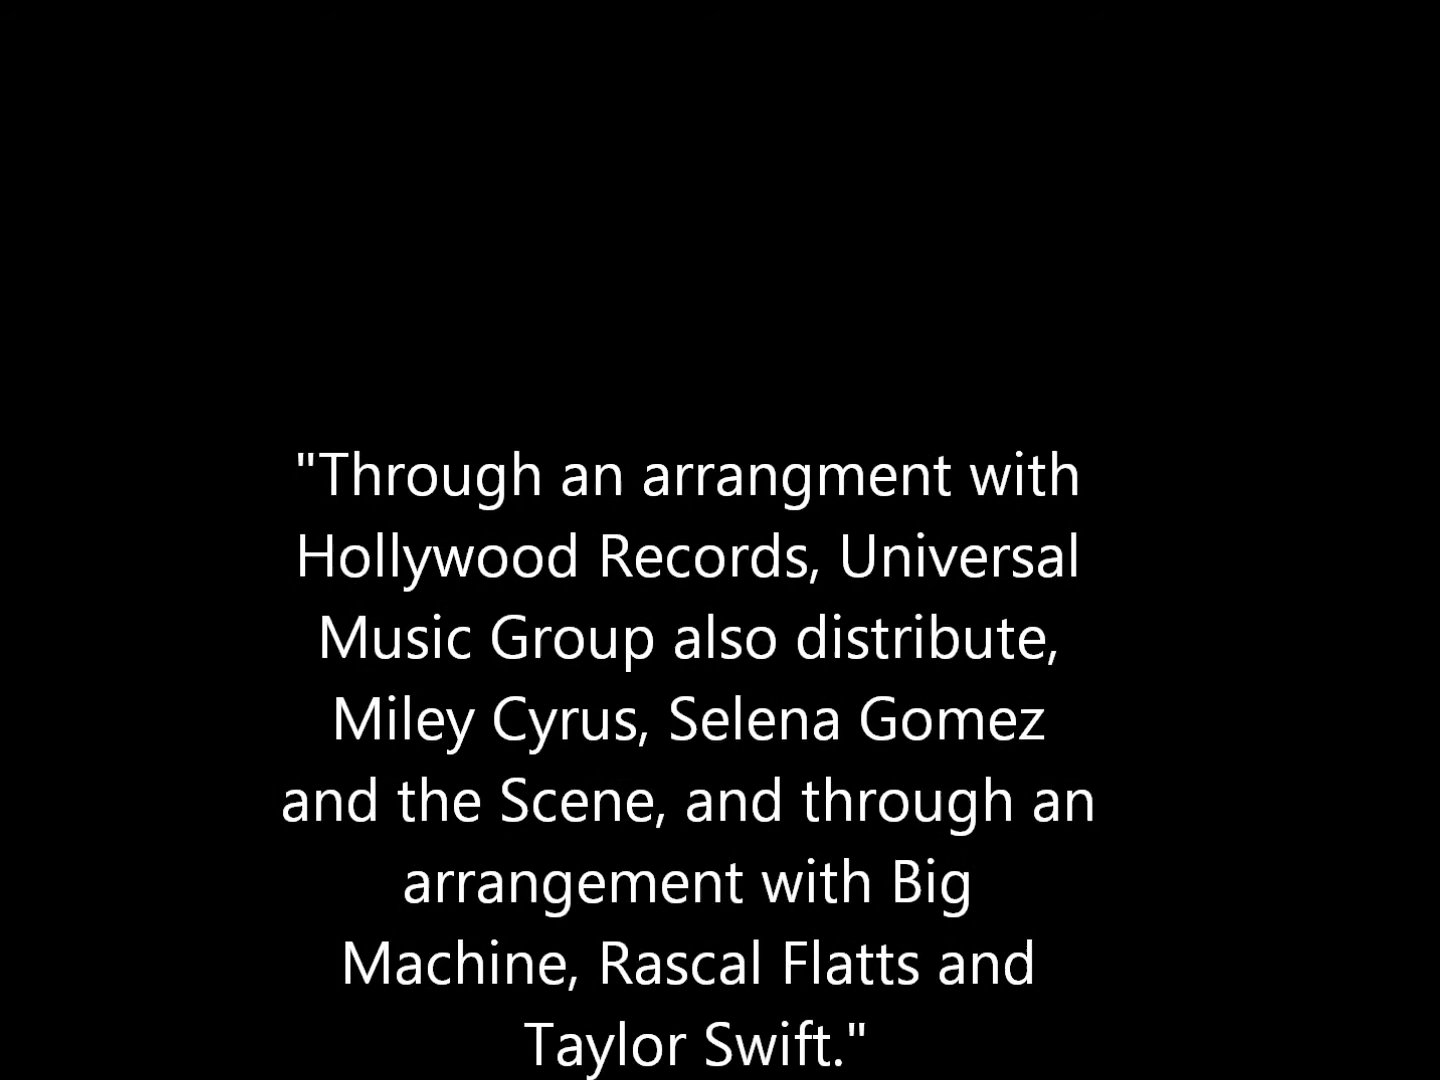 "Through an arrangment with
Hollywood Records, Universal
Music Group also distribute,
Miley Cyrus, Selena Gomez
and the Scene, and through an
arrangement with Big
Machine, Rascal Flatts and
Taylor Swift."